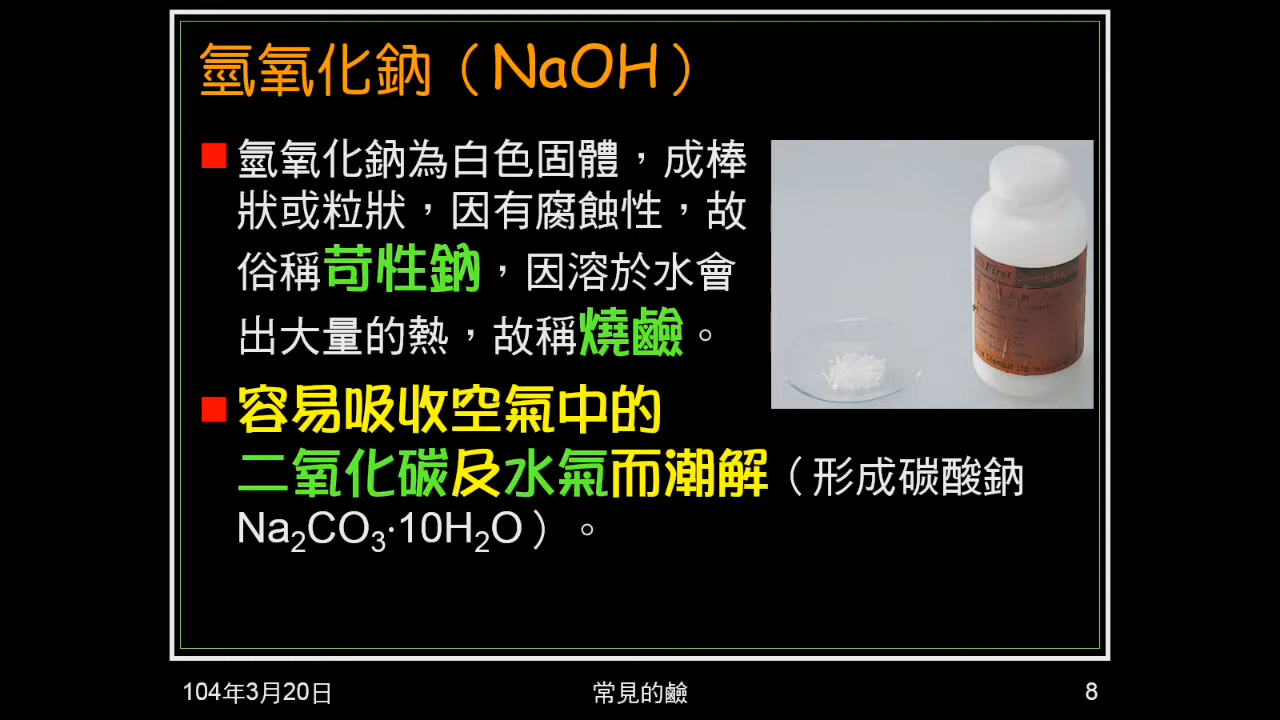 氫氧化鈉（NaOH）
氫氧化鈉為白色固體，成棒
狀或粒狀，因有腐蝕性，故
俗稱苛性鈉，因溶於水會
出大量的熱，故稱燒鹼。
容易吸收空氣中的
二氧化碳及水氣而潮解（形成碳酸鈉
Na₂CO₃·10H₂O）。
First
104年3月20日
常見的鹼
8